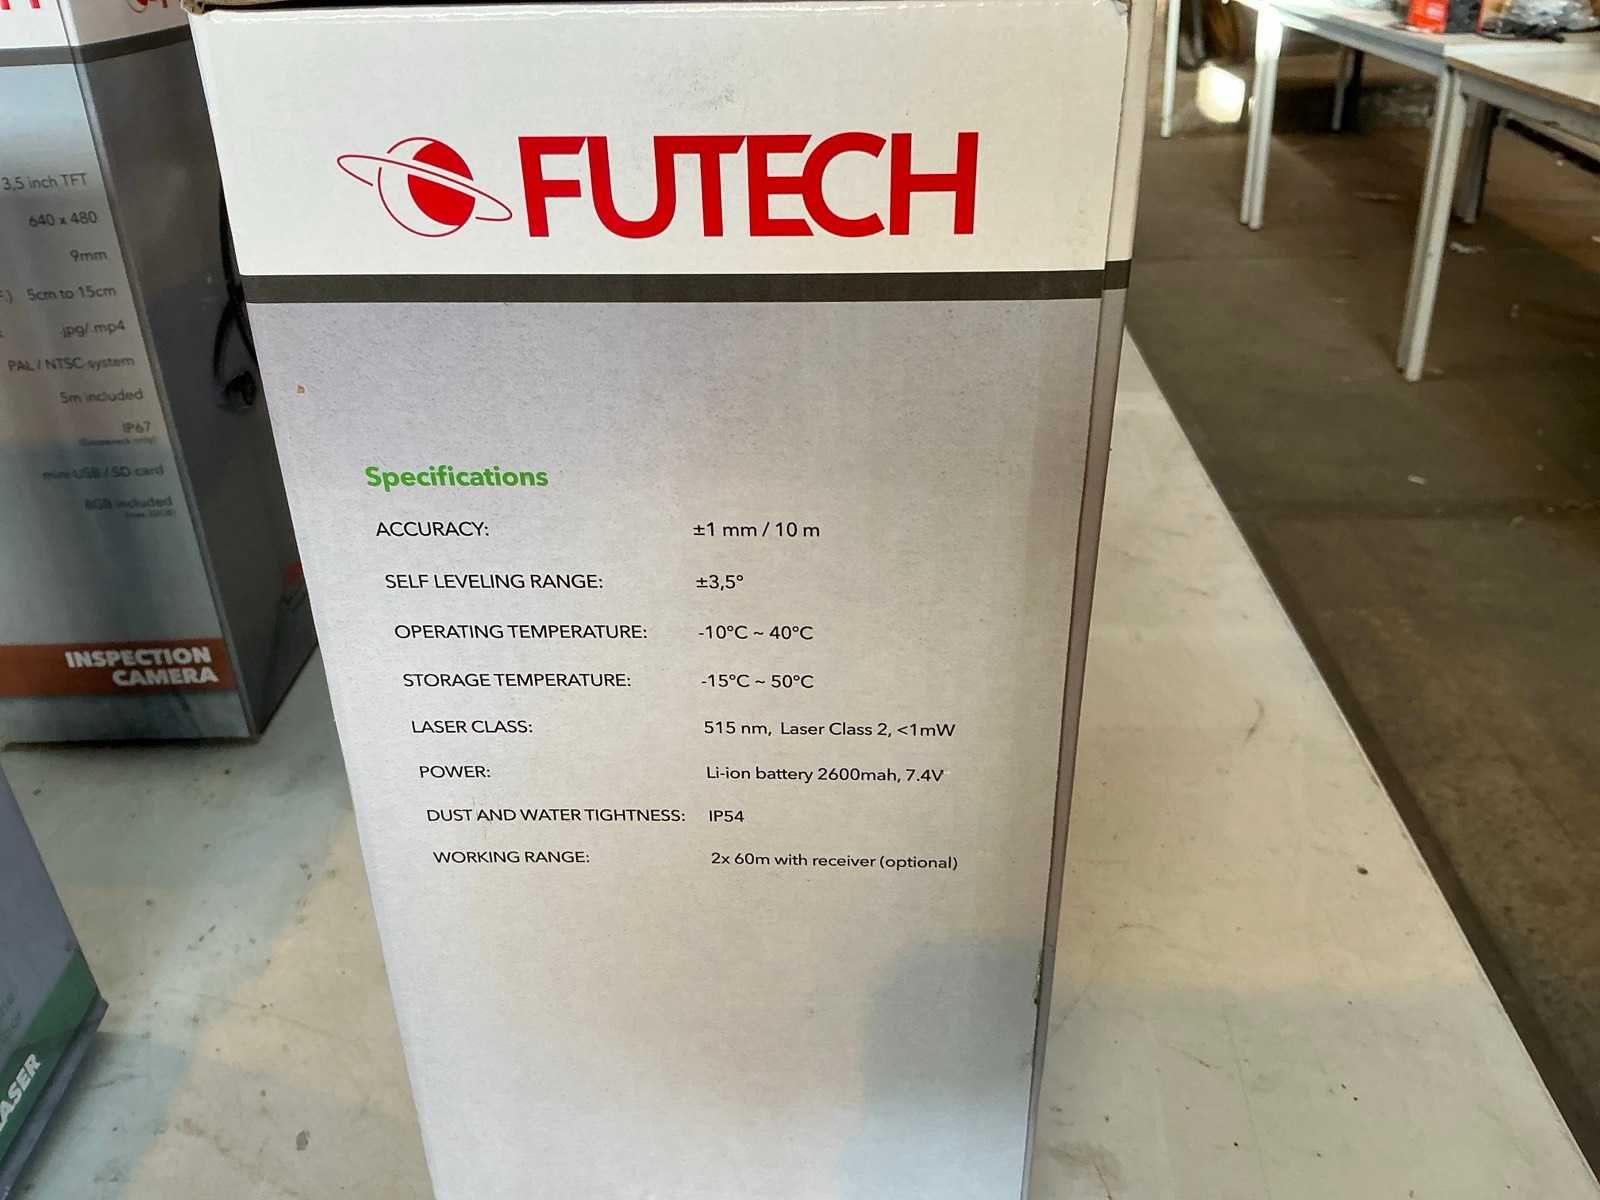 FUTECH
Specifications
ACCURACY: ±1 mm / 10 m
SELF LEVELING RANGE: ±3,5°
OPERATING TEMPERATURE: -10°C ~ 40°C
STORAGE TEMPERATURE: -15°C ~ 50°C
LASER CLASS: 515 nm, Laser Class 2, <1mW
POWER: Li-ion battery 2600mah, 7.4V
DUST AND WATER TIGHTNESS: IP54
WORKING RANGE: 2x 60m with receiver (optional)
3,5 inch TFT
640 x 480
9mm
5cm to 15cm
.jpg/.mp4
PAL / NTSC-system
5m included
IP67
mini-USB / SD card
8GB included
INSPECTION
CAMERA
ASER